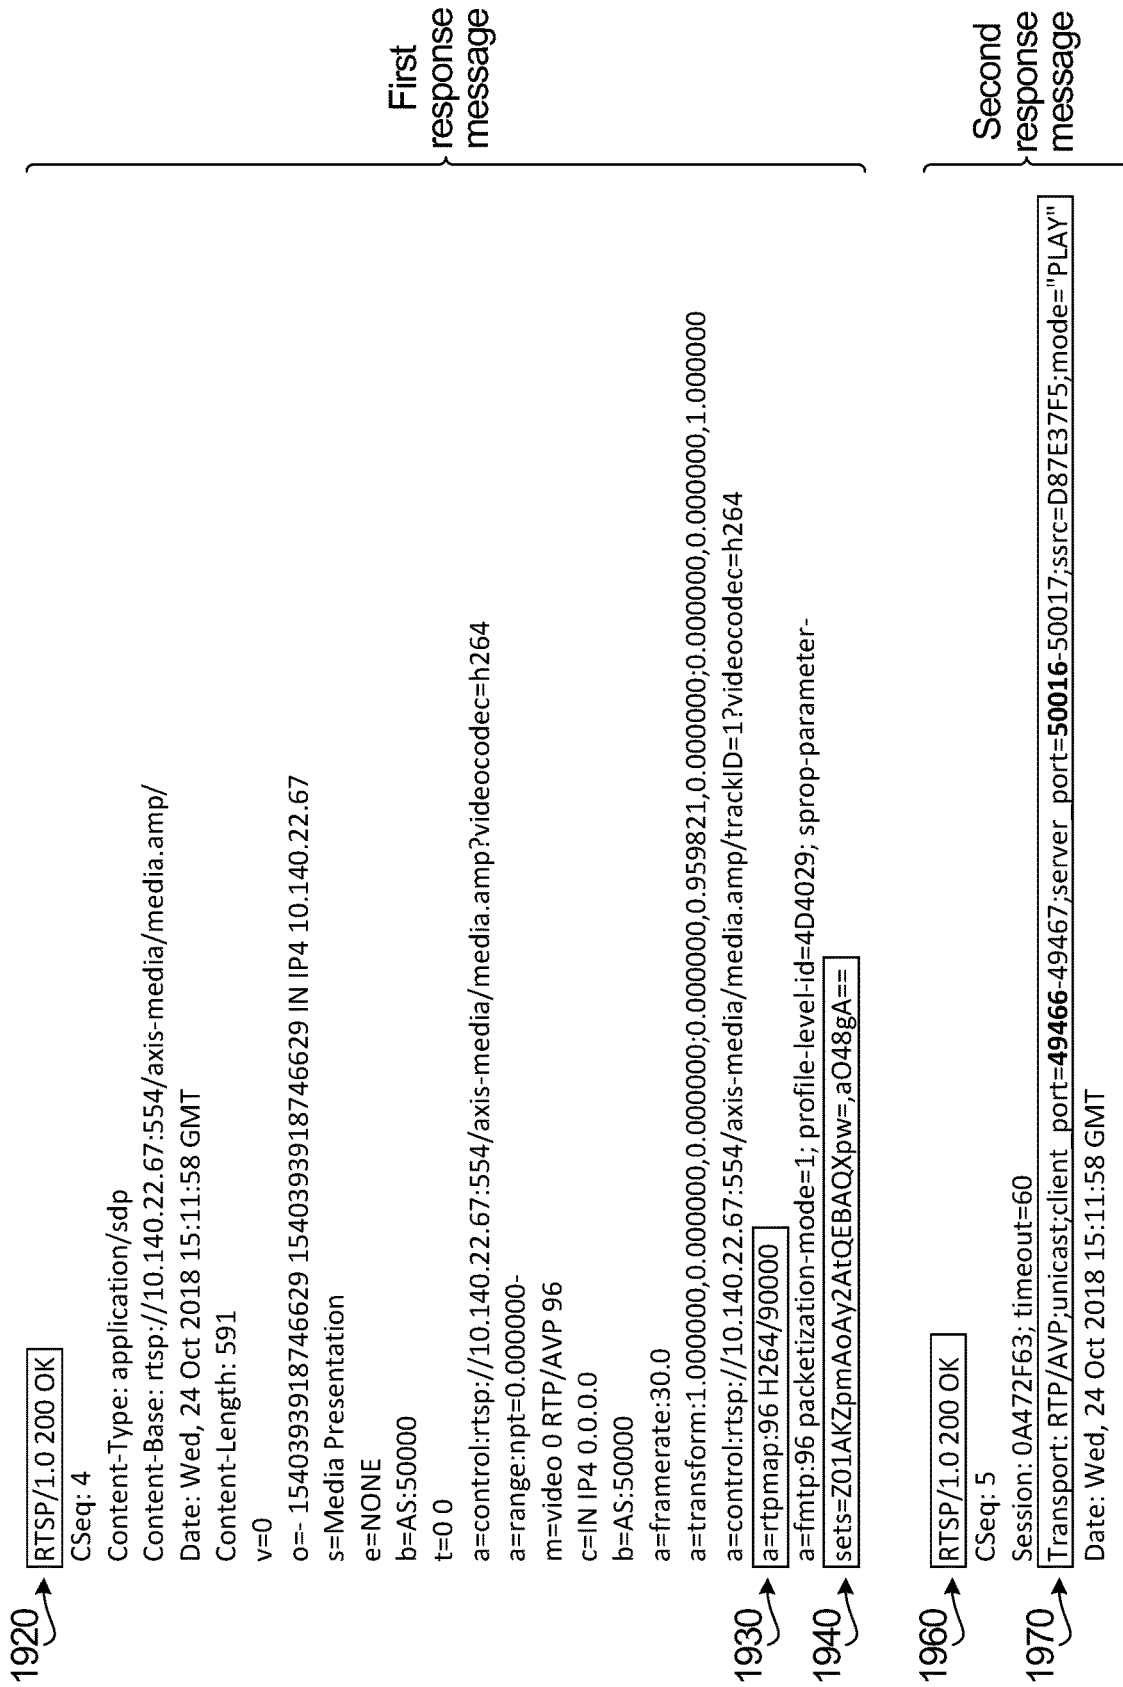 1920
RTSP/1.0 200 OK
CSeq: 4
Content-Type: application/sdp
Content-Base: rtsp://10.140.22.67:554/axis-media/media.amp/
Date: Wed, 24 Oct 2018 15:11:58 GMT
Content-Length: 591
v=0
o=- 1540393918746629 1540393918746629 IN IP4 10.140.22.67
s=Media Presentation
e=NONE
b=AS:50000
t=0 0
a=control:rtsp://10.140.22.67:554/axis-media/media.amp?videocodec=h264
a=range:npt=0.000000-
m=video 0 RTP/AVP 96
c=IN IP4 0.0.0.0
b=AS:50000
a=framerate:30.0
a=transform:1.000000,0.000000,0.000000;0.000000,0.959821,0.000000;0.000000,0.000000,1.000000
a=control:rtsp://10.140.22.67:554/axis-media/media.amp/trackID=1?videocodec=h264
1930
a=rtpmap:96 H264/90000
a=fmtp:96 packetization-mode=1; profile-level-id=4D4029; sprop-parameter-
1940
sets=Z01AKZpmAoAy2AtQEBAQXpw=,aO48gA==
First
response
message
1960
RTSP/1.0 200 OK
CSeq: 5
Session: 0A472F63; timeout=60
1970
Transport: RTP/AVP;unicast;client_port=49466-49467;server_port=50016-50017;ssrc=D87E37F5;mode="PLAY"
Date: Wed, 24 Oct 2018 15:11:58 GMT
Second
response
message